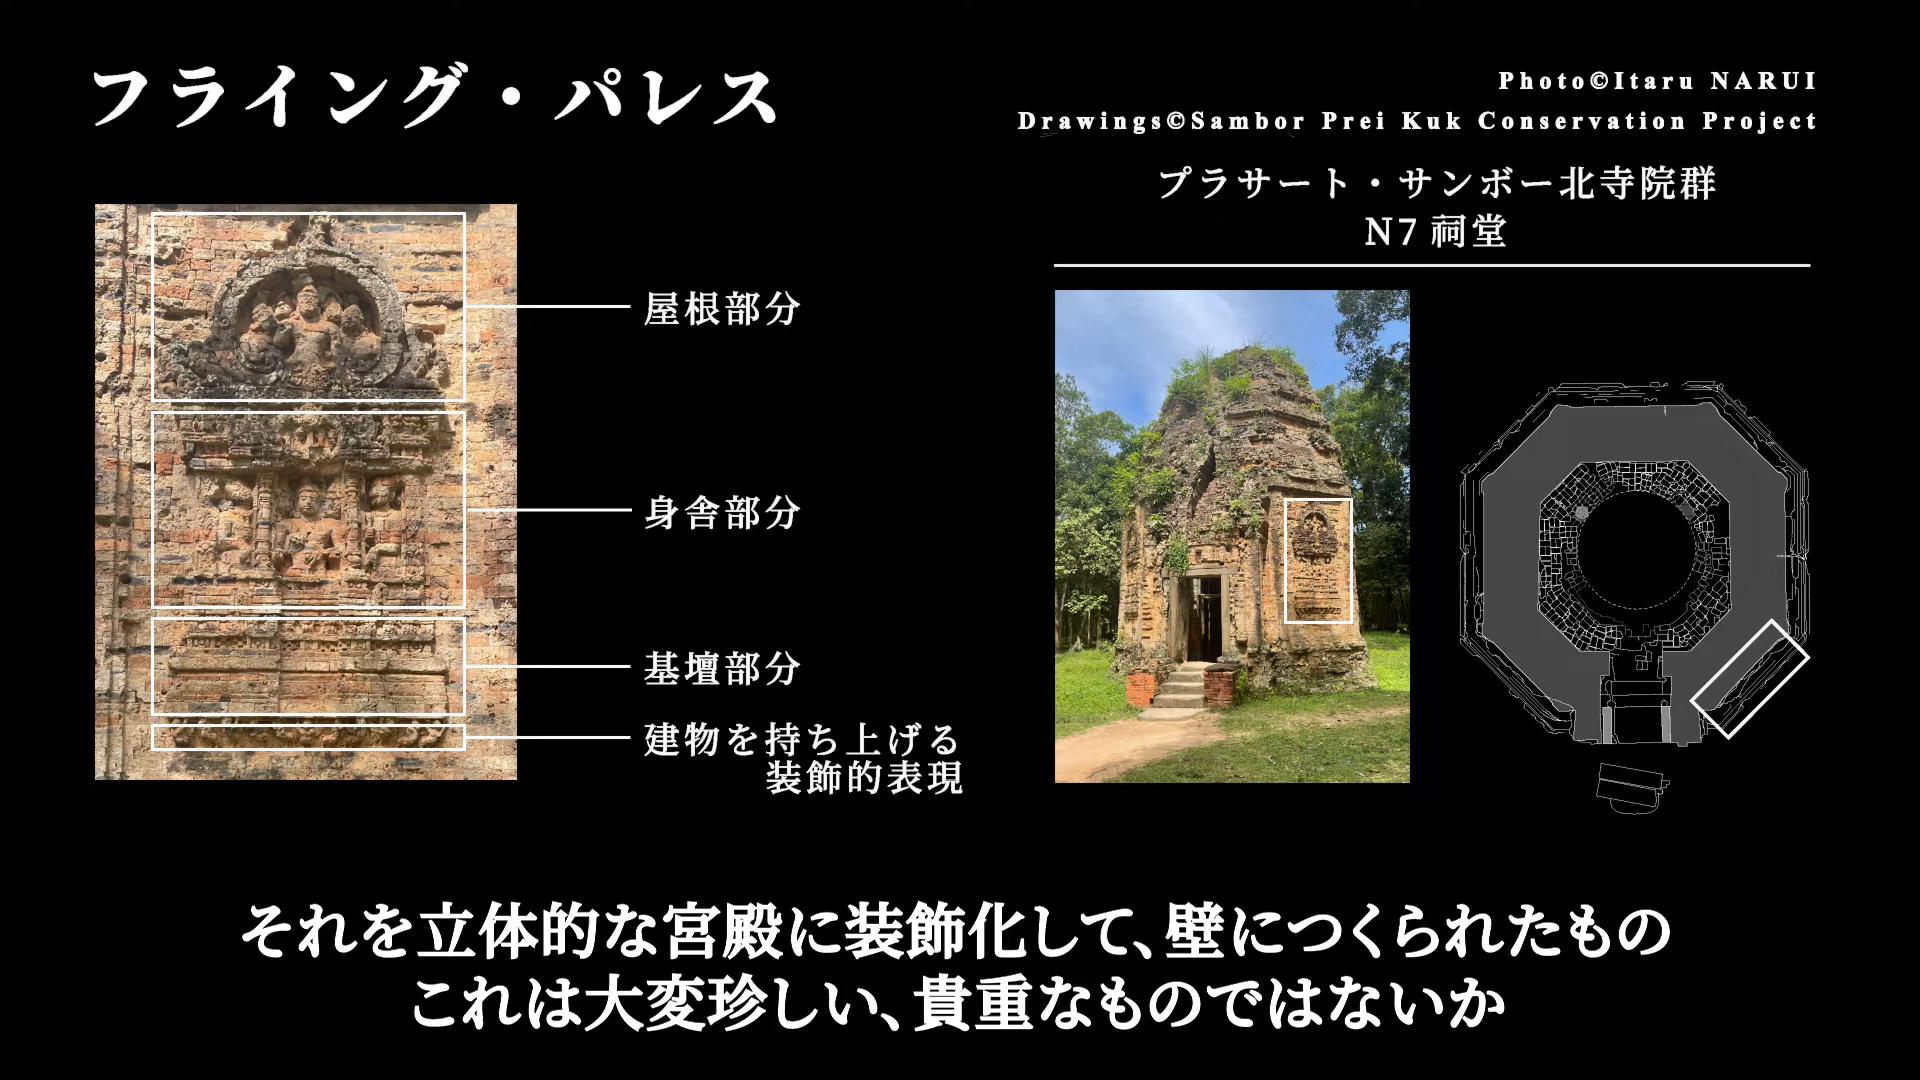 フライング・パレス
Photo©Itaru NARUI
Drawings©Sambor Prei Kuk Conservation Project
プラサート・サンボー北寺院群
N7 祠堂
屋根部分
身舎部分
基壇部分
建物を持ち上げる
装飾的表現
それを立体的な宮殿に装飾化して、壁につくられたもの
これは大変珍しい、貴重なものではないか